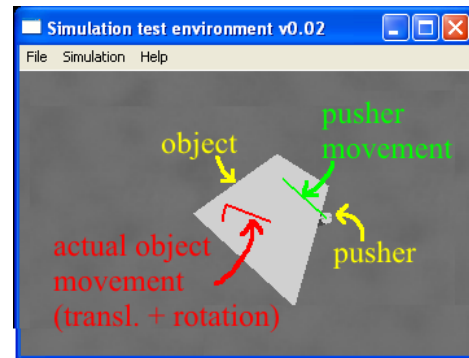 Simulation test environment v0.02
File Simulation Help
pusher
movement
object
pusher
actual object
movement
(transl. + rotation)